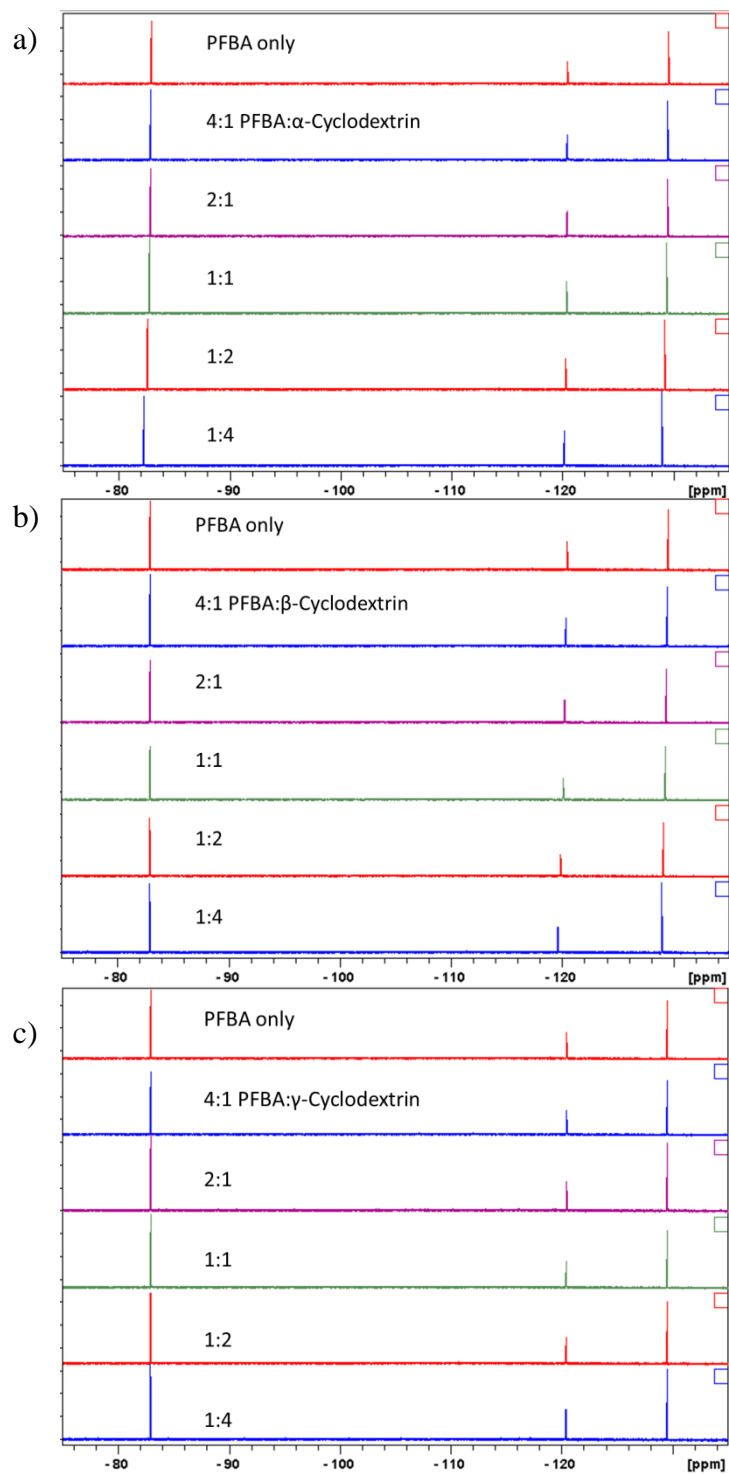 a)
PFBA only
4:1 PFBA:α-Cyclodextrin
2:1
1:1
1:2
1:4
-80 -90 -100 -110 -120 [ppm]
b)
PFBA only
4:1 PFBA:β-Cyclodextrin
2:1
1:1
1:2
1:4
-80 -90 -100 -110 -120 [ppm]
c)
PFBA only
4:1 PFBA:γ-Cyclodextrin
2:1
1:1
1:2
1:4
-80 -90 -100 -110 -120 [ppm]